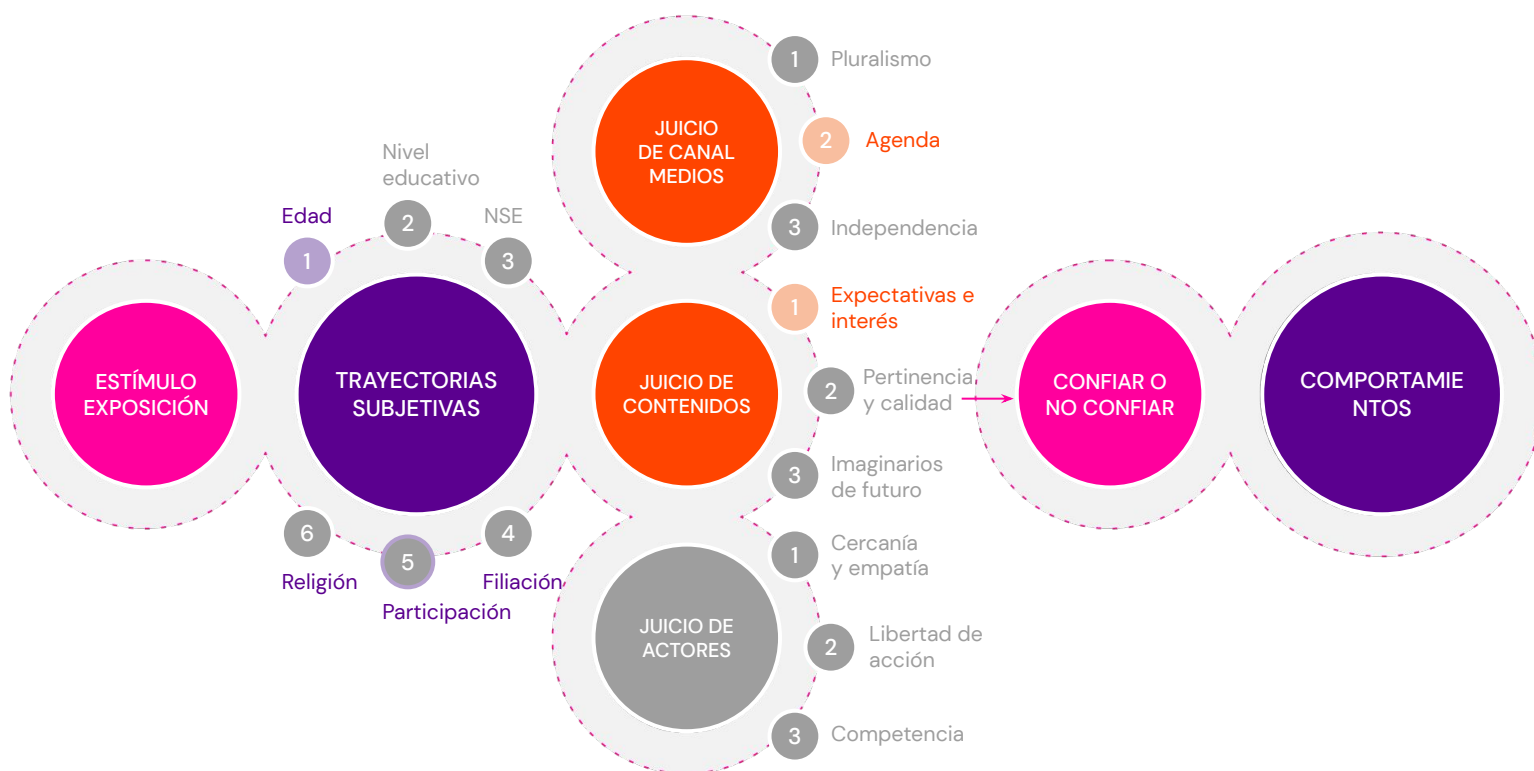 ESTÍMULO
EXPOSICIÓN
TRAYECTORIAS
SUBJETIVAS
Edad
1
Nivel
educativo
2
NSE
3
4
Filiación
5
Participación
6
Religión
JUICIO
DE CANAL
MEDIOS
1
Pluralismo
2
Agenda
3
Independencia
JUICIO DE
CONTENIDOS
1
Expectativas e
interés
2
Pertinencia
y calidad
3
Imaginarios
de futuro
JUICIO DE
ACTORES
1
Cercanía
y empatía
2
Libertad de
acción
3
Competencia
CONFIAR O
NO CONFIAR
COMPORTAMIE
NTOS